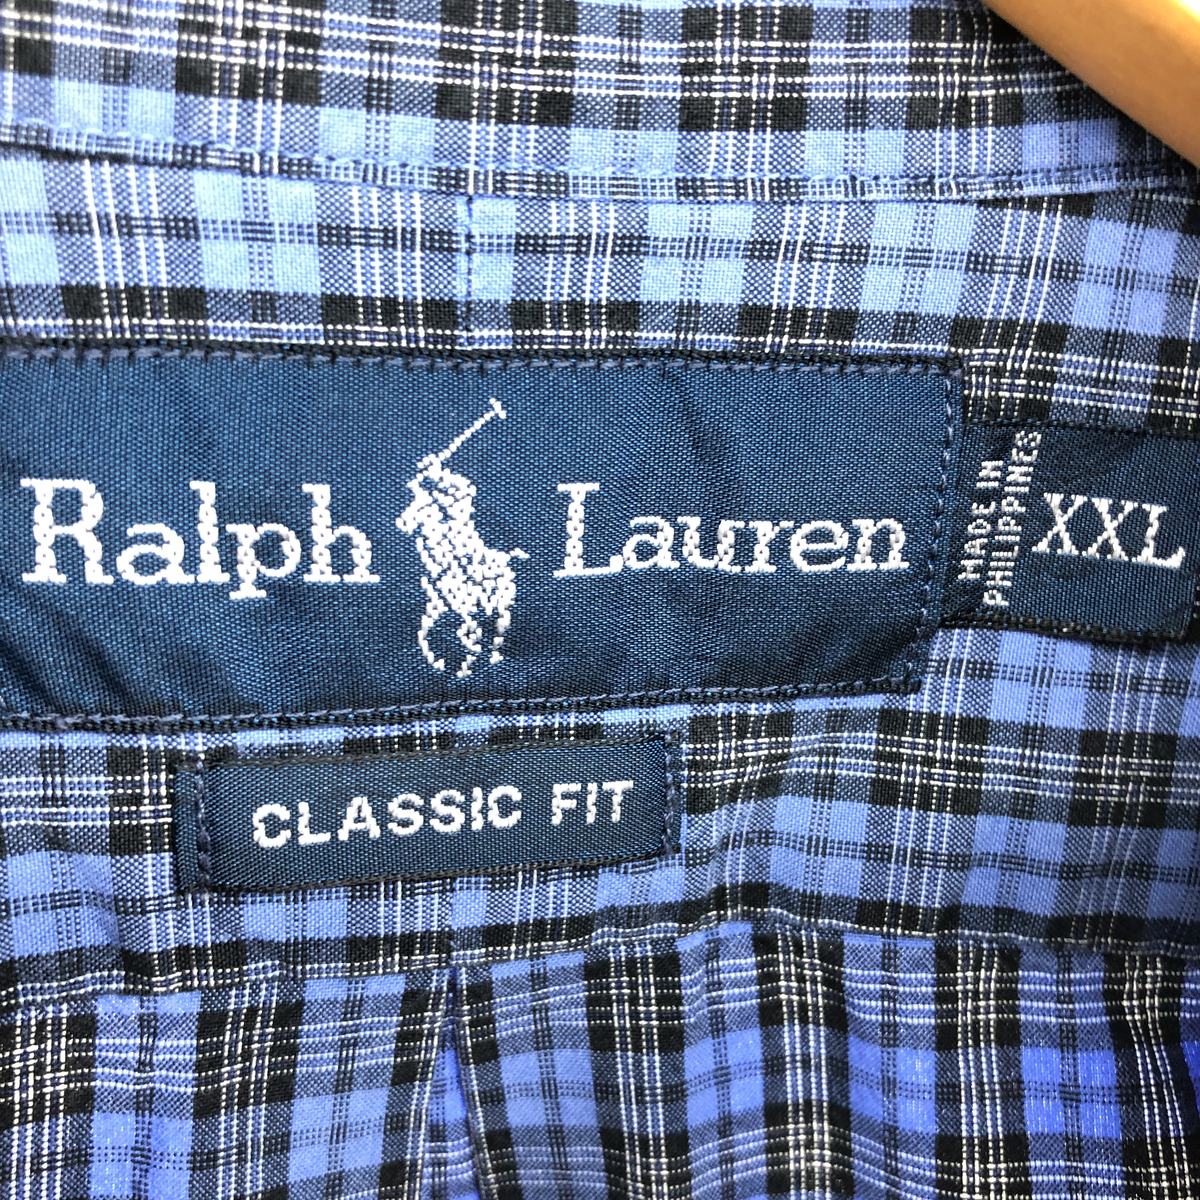 Ralph Lauren
MADE IN
PHILIPPINES
XXL
CLASSIC FIT